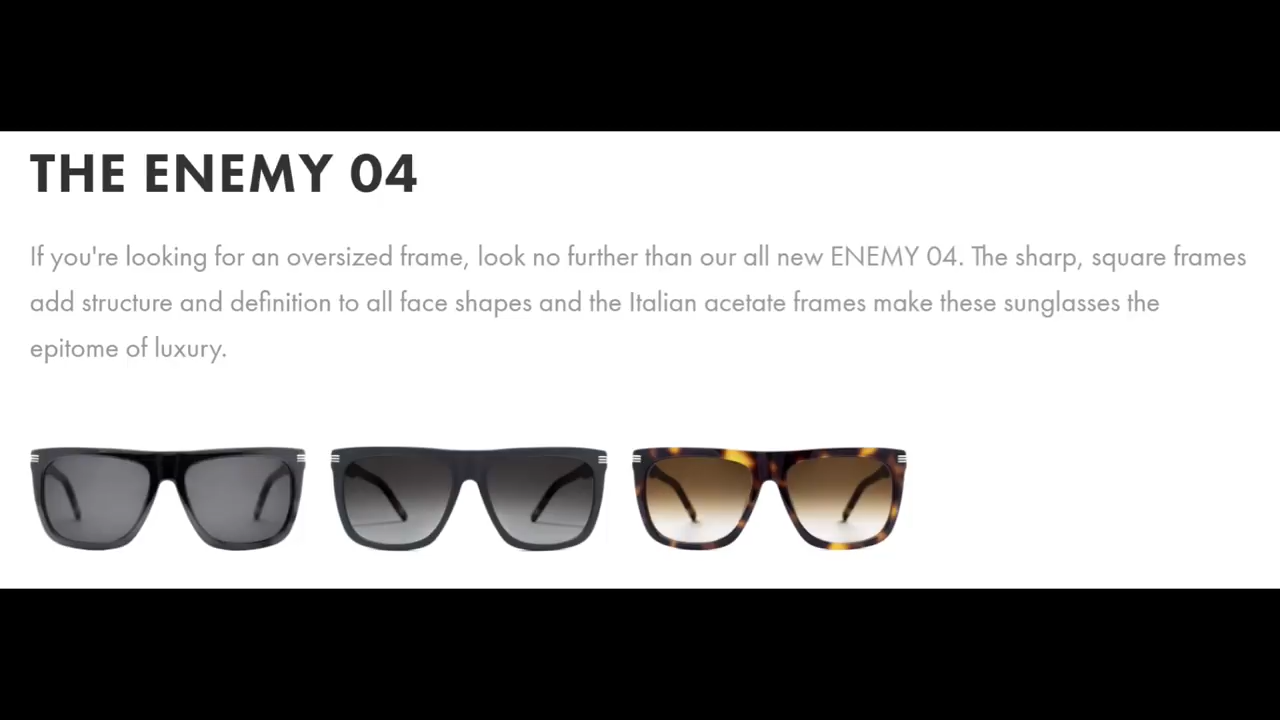 THE ENEMY 04
If you're looking for an oversized frame, look no further than our all new ENEMY 04. The sharp, square frames
add structure and definition to all face shapes and the Italian acetate frames make these sunglasses the
epitome of luxury.